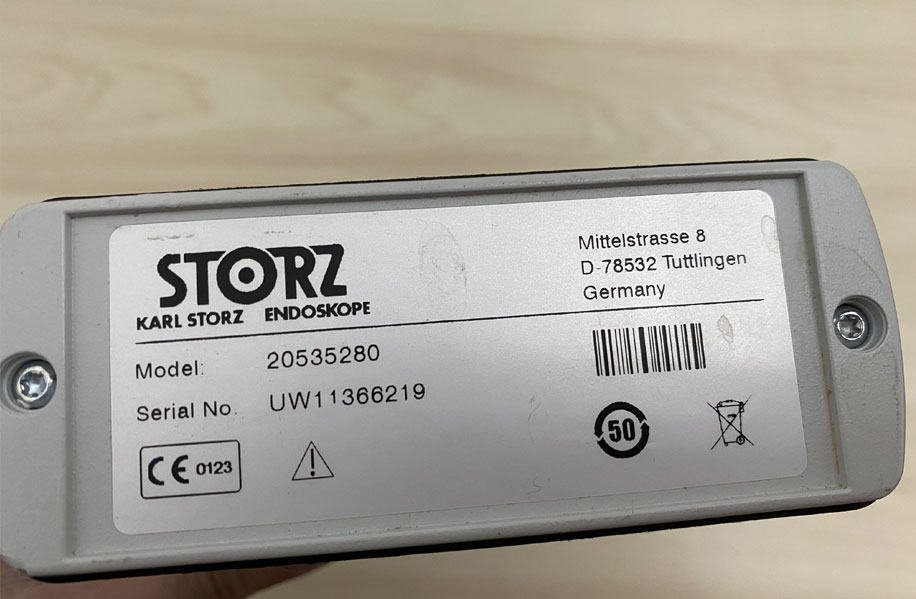 STORZ
KARL STORZ ENDOSKOPE
Mittelstrasse 8
D-78532 Tuttlingen
Germany
Model: 20535280
Serial No. UW11366219
CE 0123
50